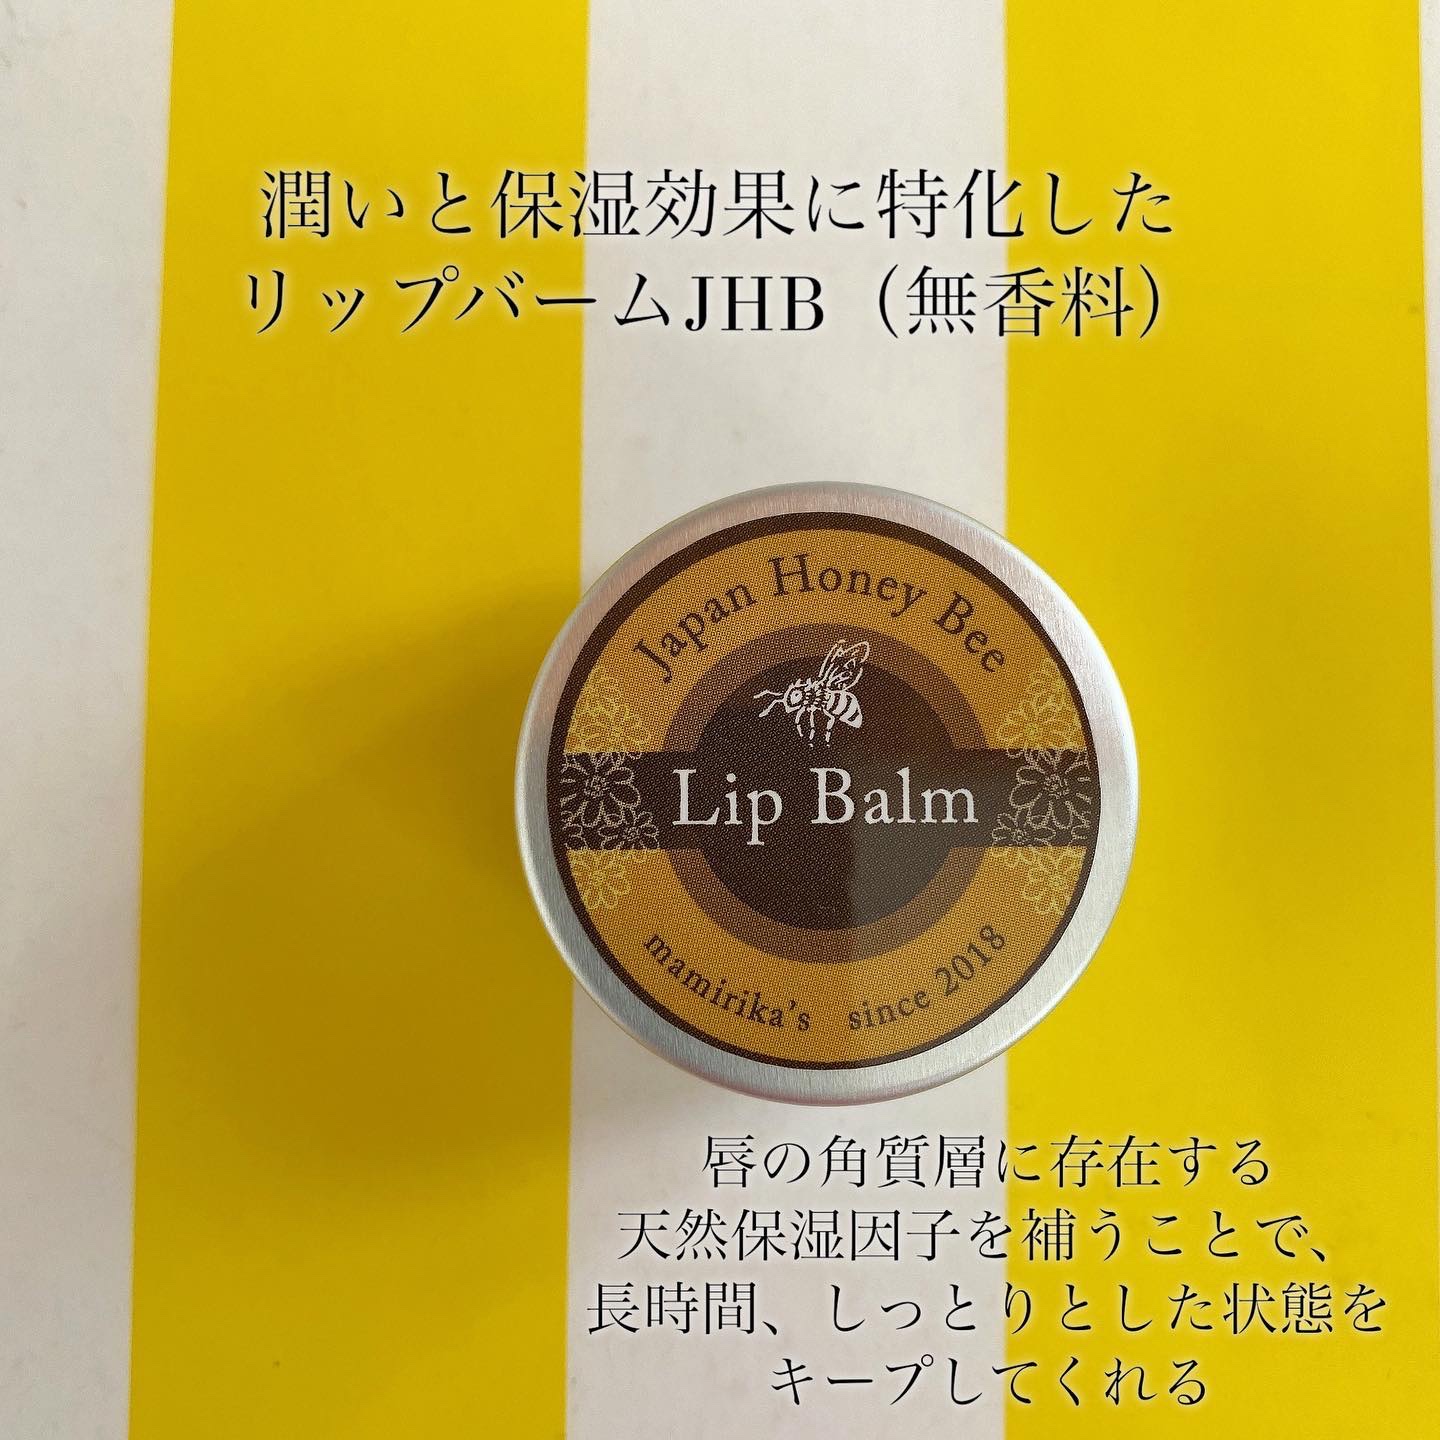 潤いと保湿効果に特化した
リップバームJHB（無香料）
Japan Honey Bee
Lip Balm
mamirika's since 2018
唇の角質層に存在する
天然保湿因子を補うことで、
長時間、しっとりとした状態を
キープしてくれる